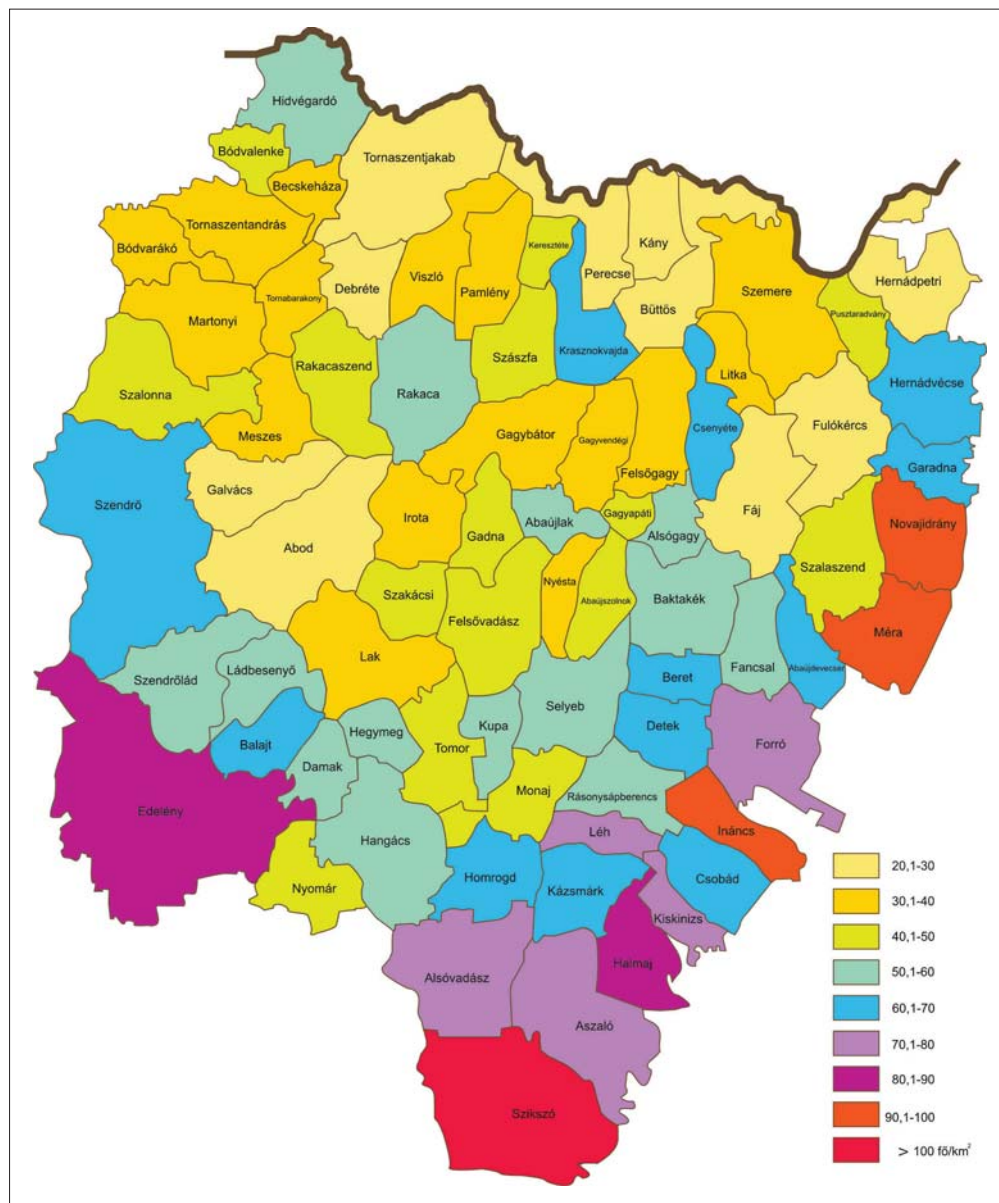 Hidvégardó
Bódvalenke
Tornaszentjakab
Becskeháza
Tornaszentandrás
Bódvarákó
Keresztéte
Kány
Perecse
Hernádpetri
Debréte
Viszló
Pamlény
Szemere
Tornabarakony
Büttös
Pusztaradvány
Martonyi
Krasznokvajda
Szászfa
Rakacaszend
Litka
Hernádvécse
Szalonna
Rakaca
Meszes
Gagybátor
Gagyvendégi
Csenyéte
Fulókércs
Felsőgagy
Garadna
Galvács
Szendrő
Irota
Abaújlak
Gagyapáti
Fáj
Novajidrány
Abod
Gadna
Alsógagy
Szalaszend
Nyésta
Szakácsi
Abaújszolnok
Baktakék
Felsővadász
Méra
Lak
Ládbesenyő
Szendrőlád
Beret
Fancsal
Abaújdevecser
Selyeb
Kupa
Detek
Hegymeg
Balajt
Tomor
Forró
Damak
Monaj
Rásonysápberencs
Edelény
Ináncs
Léh
Hangács
Nyomár
Homrogd
Kázsmárk
Csobád
Kiskinizs
Halmaj
Alsóvadász
Aszaló
Szikszó
20,1-30
30,1-40
40,1-50
50,1-60
60,1-70
70,1-80
80,1-90
90,1-100
> 100 fő/km²